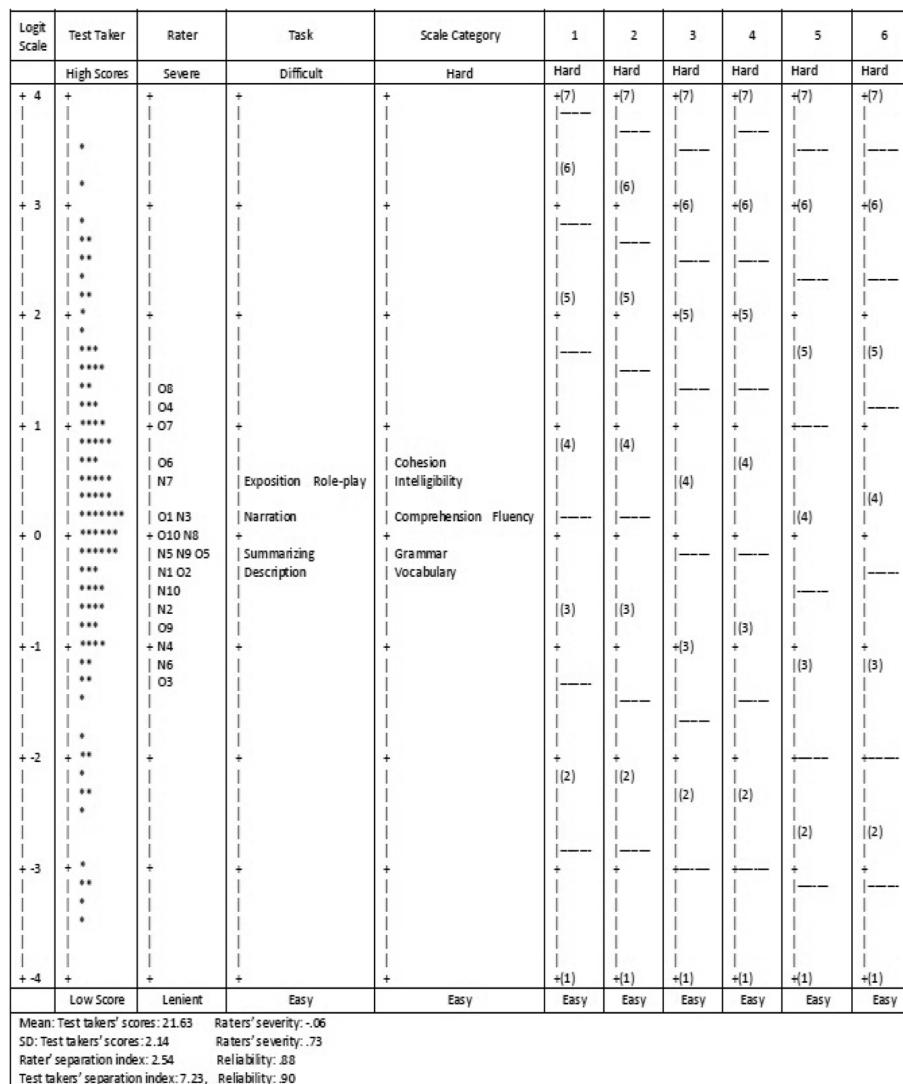 Logit Scale Test Taker Rater Task Scale Category 1 2 3 4 5 6
High Scores Severe Difficult Hard Hard Hard Hard Hard Hard Hard
+ 4 + + + + +(7) +(7) +(7) +(7) +(7) +(7)
-----
----- -----
* ----- ----- -----
(6)
* (6)
+ 3 + + + + + + +(6) +(6) +(6) +(6)
* -----
** -----
** ----- -----
* ----- -----
** (5) (5)
+ 2 + * + + + + + +(5) +(5) + +
*
*** ----- (5) (5)
**** -----
** O8 ----- -----
*** O4 -----
+ 1 + **** + O7 + + + + + + +----- +
***** (4) (4)
*** O6 Cohesion (4)
***** N7 Exposition Role-play Intelligibility (4)
***** (4)
******* O1 N3 Narration Comprehension Fluency ----- ----- (4)
+ 0 + ****** + O10 N8 + + + + + + + +
****** N5 N9 O5 Summarizing Grammar ----- -----
*** N1 O2 Description Vocabulary -----
**** N10 -----
**** N2 (3) (3)
*** O9 (3)
+ -1 + **** + N4 + + + + +(3) + + +
** N6 (3) (3)
** O3 -----
* ----- -----
-----
*
+ -2 + ** + + + + + + + +----- +-----
* (2) (2)
** (2) (2)
*
(2) (2)
----- -----
+ -3 + * + + + + + +----- +----- + +
** ----- -----
*
*
+ -4 + + + + +(1) +(1) +(1) +(1) +(1) +(1)
Low Score Lenient Easy Easy Easy Easy Easy Easy Easy Easy
Mean: Test takers' scores: 21.63 Raters' severity: -.06
SD: Test takers' scores: 2.14 Raters' severity: .73
Rater' separation index: 2.54 Reliability: .88
Test takers' separation index: 7.23, Reliability: .90